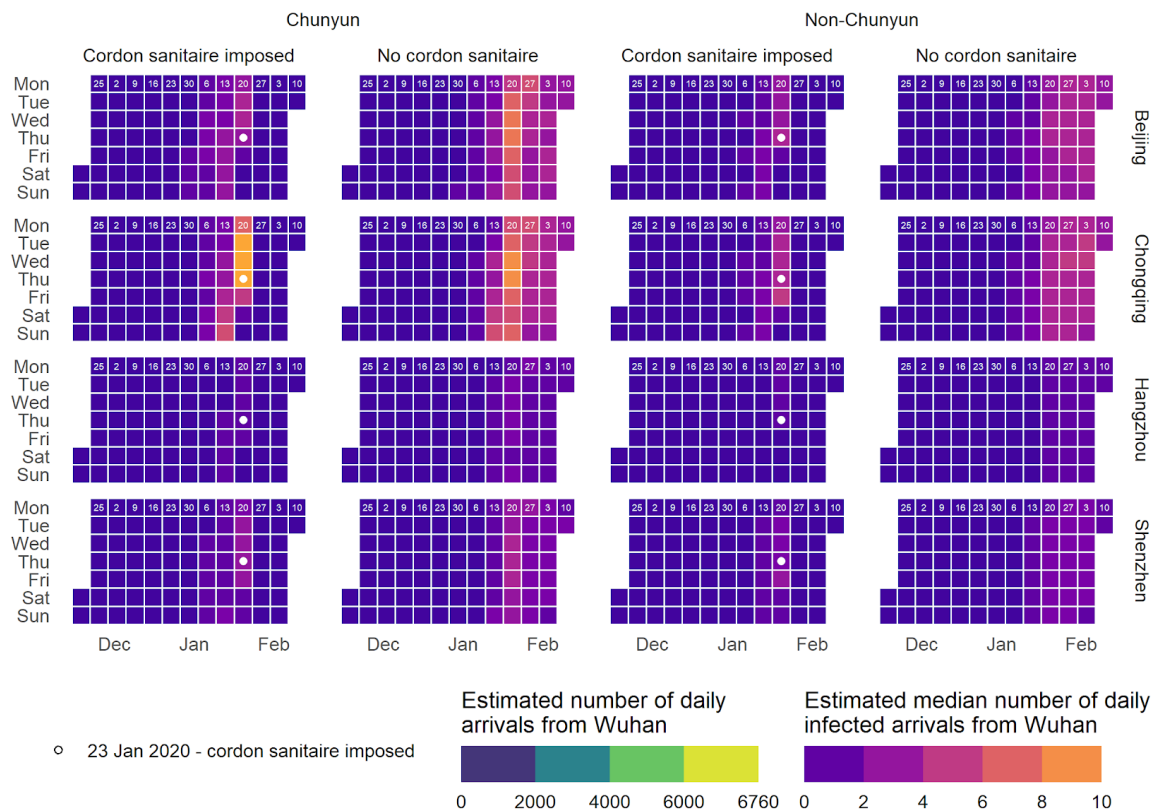 Chunyun Non-Chunyun
Cordon sanitaire imposed No cordon sanitaire Cordon sanitaire imposed No cordon sanitaire
Mon 25 2 9 16 23 30 6 13 20 27 3 10 25 2 9 16 23 30 6 13 20 27 3 10 25 2 9 16 23 30 6 13 20 27 3 10 25 2 9 16 23 30 6 13 20 27 3 10
Tue
Wed
Thu
Fri
Sat
Sun
Beijing
Mon 25 2 9 16 23 30 6 13 20 27 3 10 25 2 9 16 23 30 6 13 20 27 3 10 25 2 9 16 23 30 6 13 20 27 3 10 25 2 9 16 23 30 6 13 20 27 3 10
Tue
Wed
Thu
Fri
Sat
Sun
Chongqing
Mon 25 2 9 16 23 30 6 13 20 27 3 10 25 2 9 16 23 30 6 13 20 27 3 10 25 2 9 16 23 30 6 13 20 27 3 10 25 2 9 16 23 30 6 13 20 27 3 10
Tue
Wed
Thu
Fri
Sat
Sun
Hangzhou
Mon 25 2 9 16 23 30 6 13 20 27 3 10 25 2 9 16 23 30 6 13 20 27 3 10 25 2 9 16 23 30 6 13 20 27 3 10 25 2 9 16 23 30 6 13 20 27 3 10
Tue
Wed
Thu
Fri
Sat
Sun
Shenzhen
Dec Jan Feb Dec Jan Feb Dec Jan Feb Dec Jan Feb
23 Jan 2020 - cordon sanitaire imposed
Estimated number of daily
arrivals from Wuhan
0 2000 4000 6000 6760
Estimated median number of daily
infected arrivals from Wuhan
0 2 4 6 8 10